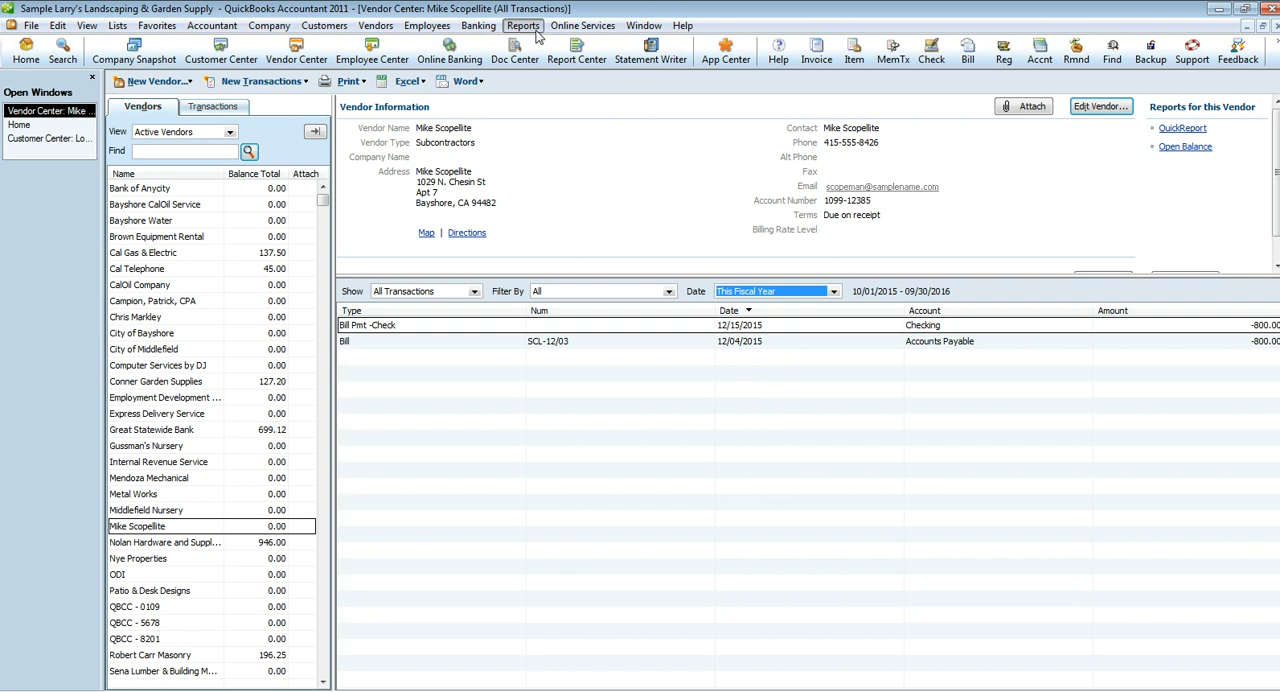 Sample Larry's Landscaping & Garden Supply - QuickBooks Accountant 2011 - [Vendor Center: Mike Scopellite (All Transactions)]
File Edit View Lists Favorites Accountant Company Customers Vendors Employees Banking Reports Online Services Window Help
Home Search Company Snapshot Customer Center Vendor Center Employee Center Online Banking Doc Center Report Center Statement Writer App Center Help Invoice Item MemTx Check Bill Reg Accnt Rmnd Find Backup Support Feedback
Open Windows
Vendor Center: Mike ...
Home
Customer Center: Lo...
New Vendor... New Transactions Print Excel Word
Vendors Transactions
View Active Vendors
Find
Name Balance Total Attach
Bank of Anycity 0.00
Bayshore CalOil Service 0.00
Bayshore Water 0.00
Brown Equipment Rental 0.00
Cal Gas & Electric 137.50
Cal Telephone 45.00
CalOil Company 0.00
Campion, Patrick, CPA 0.00
Chris Markley 0.00
City of Bayshore 0.00
City of Middlefield 0.00
Computer Services by DJ 0.00
Conner Garden Supplies 127.20
Employment Development ... 0.00
Express Delivery Service 0.00
Great Statewide Bank 699.12
Gussman's Nursery 0.00
Internal Revenue Service 0.00
Mendoza Mechanical 0.00
Metal Works 0.00
Middlefield Nursery 0.00
Mike Scopellite 0.00
Nolan Hardware and Suppl... 946.00
Nye Properties 0.00
ODI 0.00
Patio & Desk Designs 0.00
QBCC - 0109 0.00
QBCC - 5678 0.00
QBCC - 8201 0.00
Robert Carr Masonry 196.25
Sena Lumber & Building M... 0.00
Vendor Information Attach Edit Vendor...
Vendor Name Mike Scopellite
Vendor Type Subcontractors
Company Name
Address Mike Scopellite
1029 N. Chesin St
Apt 7
Bayshore, CA 94482
Map | Directions
Contact Mike Scopellite
Phone 415-555-8426
Alt Phone
Fax
Email scopeman@samplename.com
Account Number 1099-12385
Terms Due on receipt
Billing Rate Level
Reports for this Vendor
QuickReport
Open Balance
Show All Transactions Filter By All Date This Fiscal Year 10/01/2015 - 09/30/2016
Type Num Date Account Amount
Bill Pmt -Check 12/15/2015 Checking -800.00
Bill SCL-12/03 12/04/2015 Accounts Payable -800.00